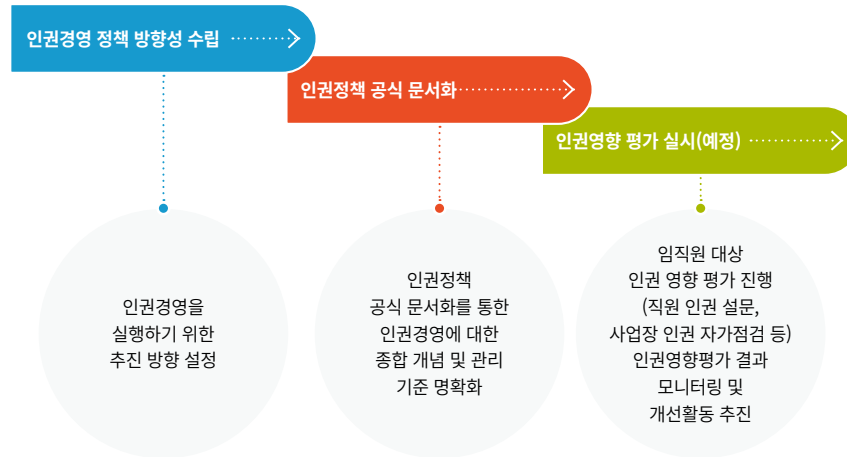 인권경영 정책 방향성 수립
인권정책 공식 문서화
인권영향 평가 실시(예정)
인권경영을
실행하기 위한
추진 방향 설정
인권정책
공식 문서화를 통한
인권경영에 대한
종합 개념 및 관리
기준 명확화
임직원 대상
인권 영향 평가 진행
(직원 인권 설문,
사업장 인권 자가점검 등)
인권영향평가 결과
모니터링 및
개선활동 추진